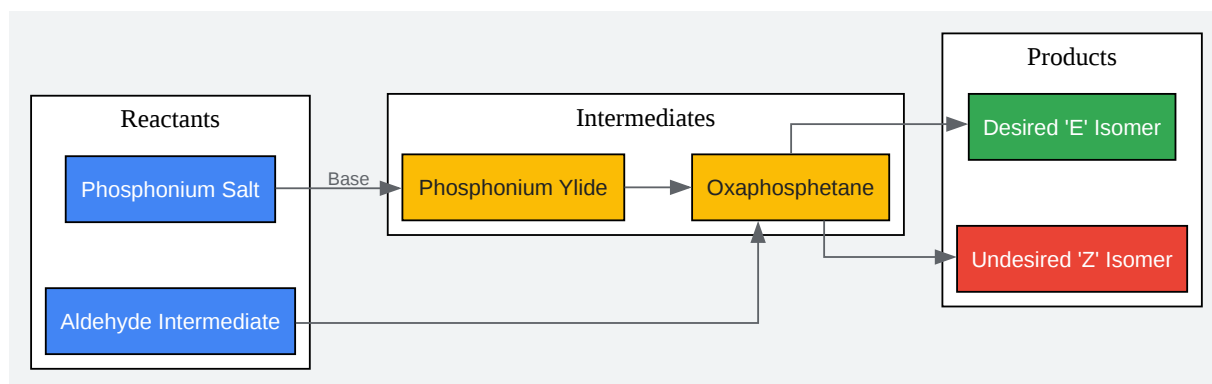 Reactants
Phosphonium Salt
Aldehyde Intermediate
Base
Intermediates
Phosphonium Ylide
Oxaphosphetane
Products
Desired 'E' Isomer
Undesired 'Z' Isomer